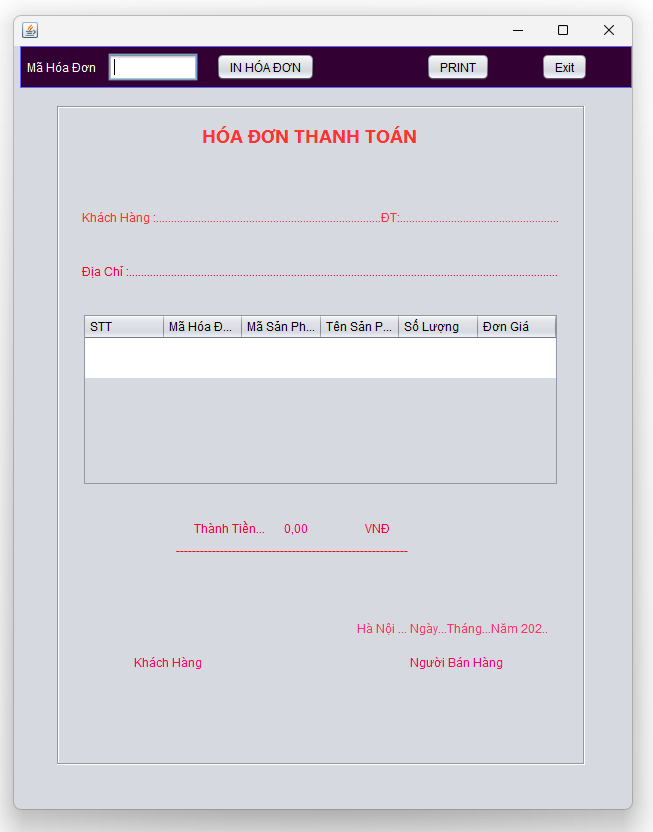 Mã Hóa Đơn IN HÓA ĐƠN PRINT Exit
HÓA ĐƠN THANH TOÁN
Khách Hàng :...........................................................................ĐT:.....................................................
Địa Chỉ :...............................................................................................................................................
STT Mã Hóa Đ... Mã Sản Ph... Tên Sản P... Số Lượng Đơn Giá
Thành Tiền... 0,00 VNĐ
----------------------------------------------------------
Hà Nội ... Ngày...Tháng...Năm 202..
Khách Hàng Người Bán Hàng